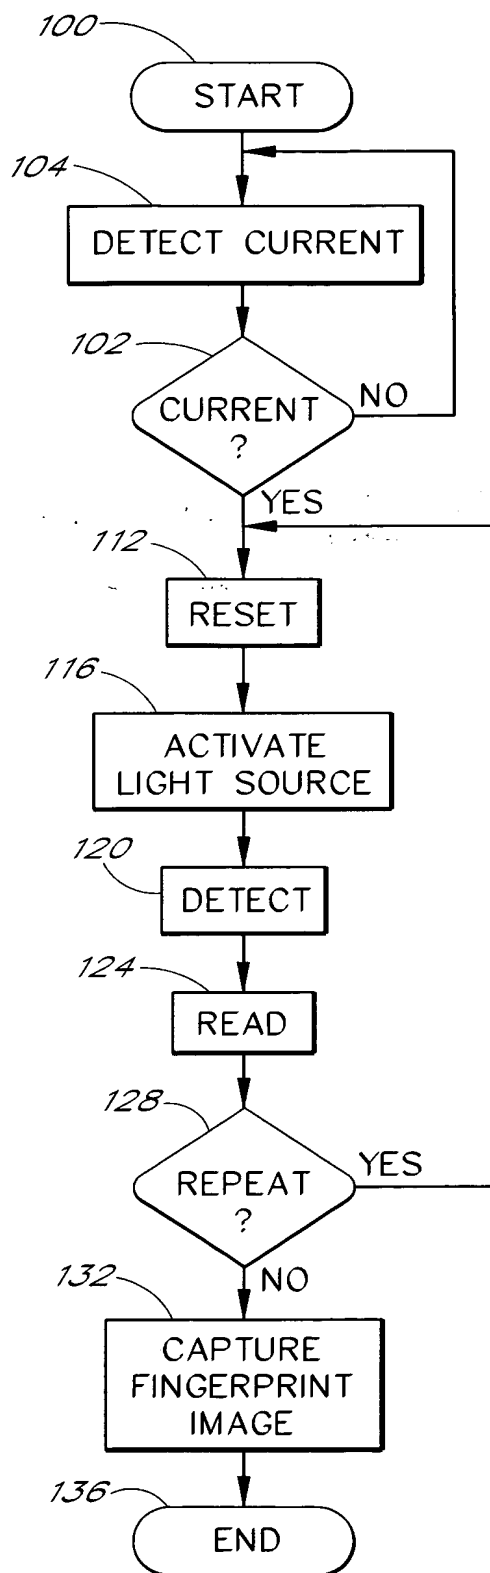 100
START
104
DETECT CURRENT
102
CURRENT
?
NO
YES
112
RESET
116
ACTIVATE
LIGHT SOURCE
120
DETECT
124
READ
128
REPEAT
?
YES
NO
132
CAPTURE
FINGERPRINT
IMAGE
136
END